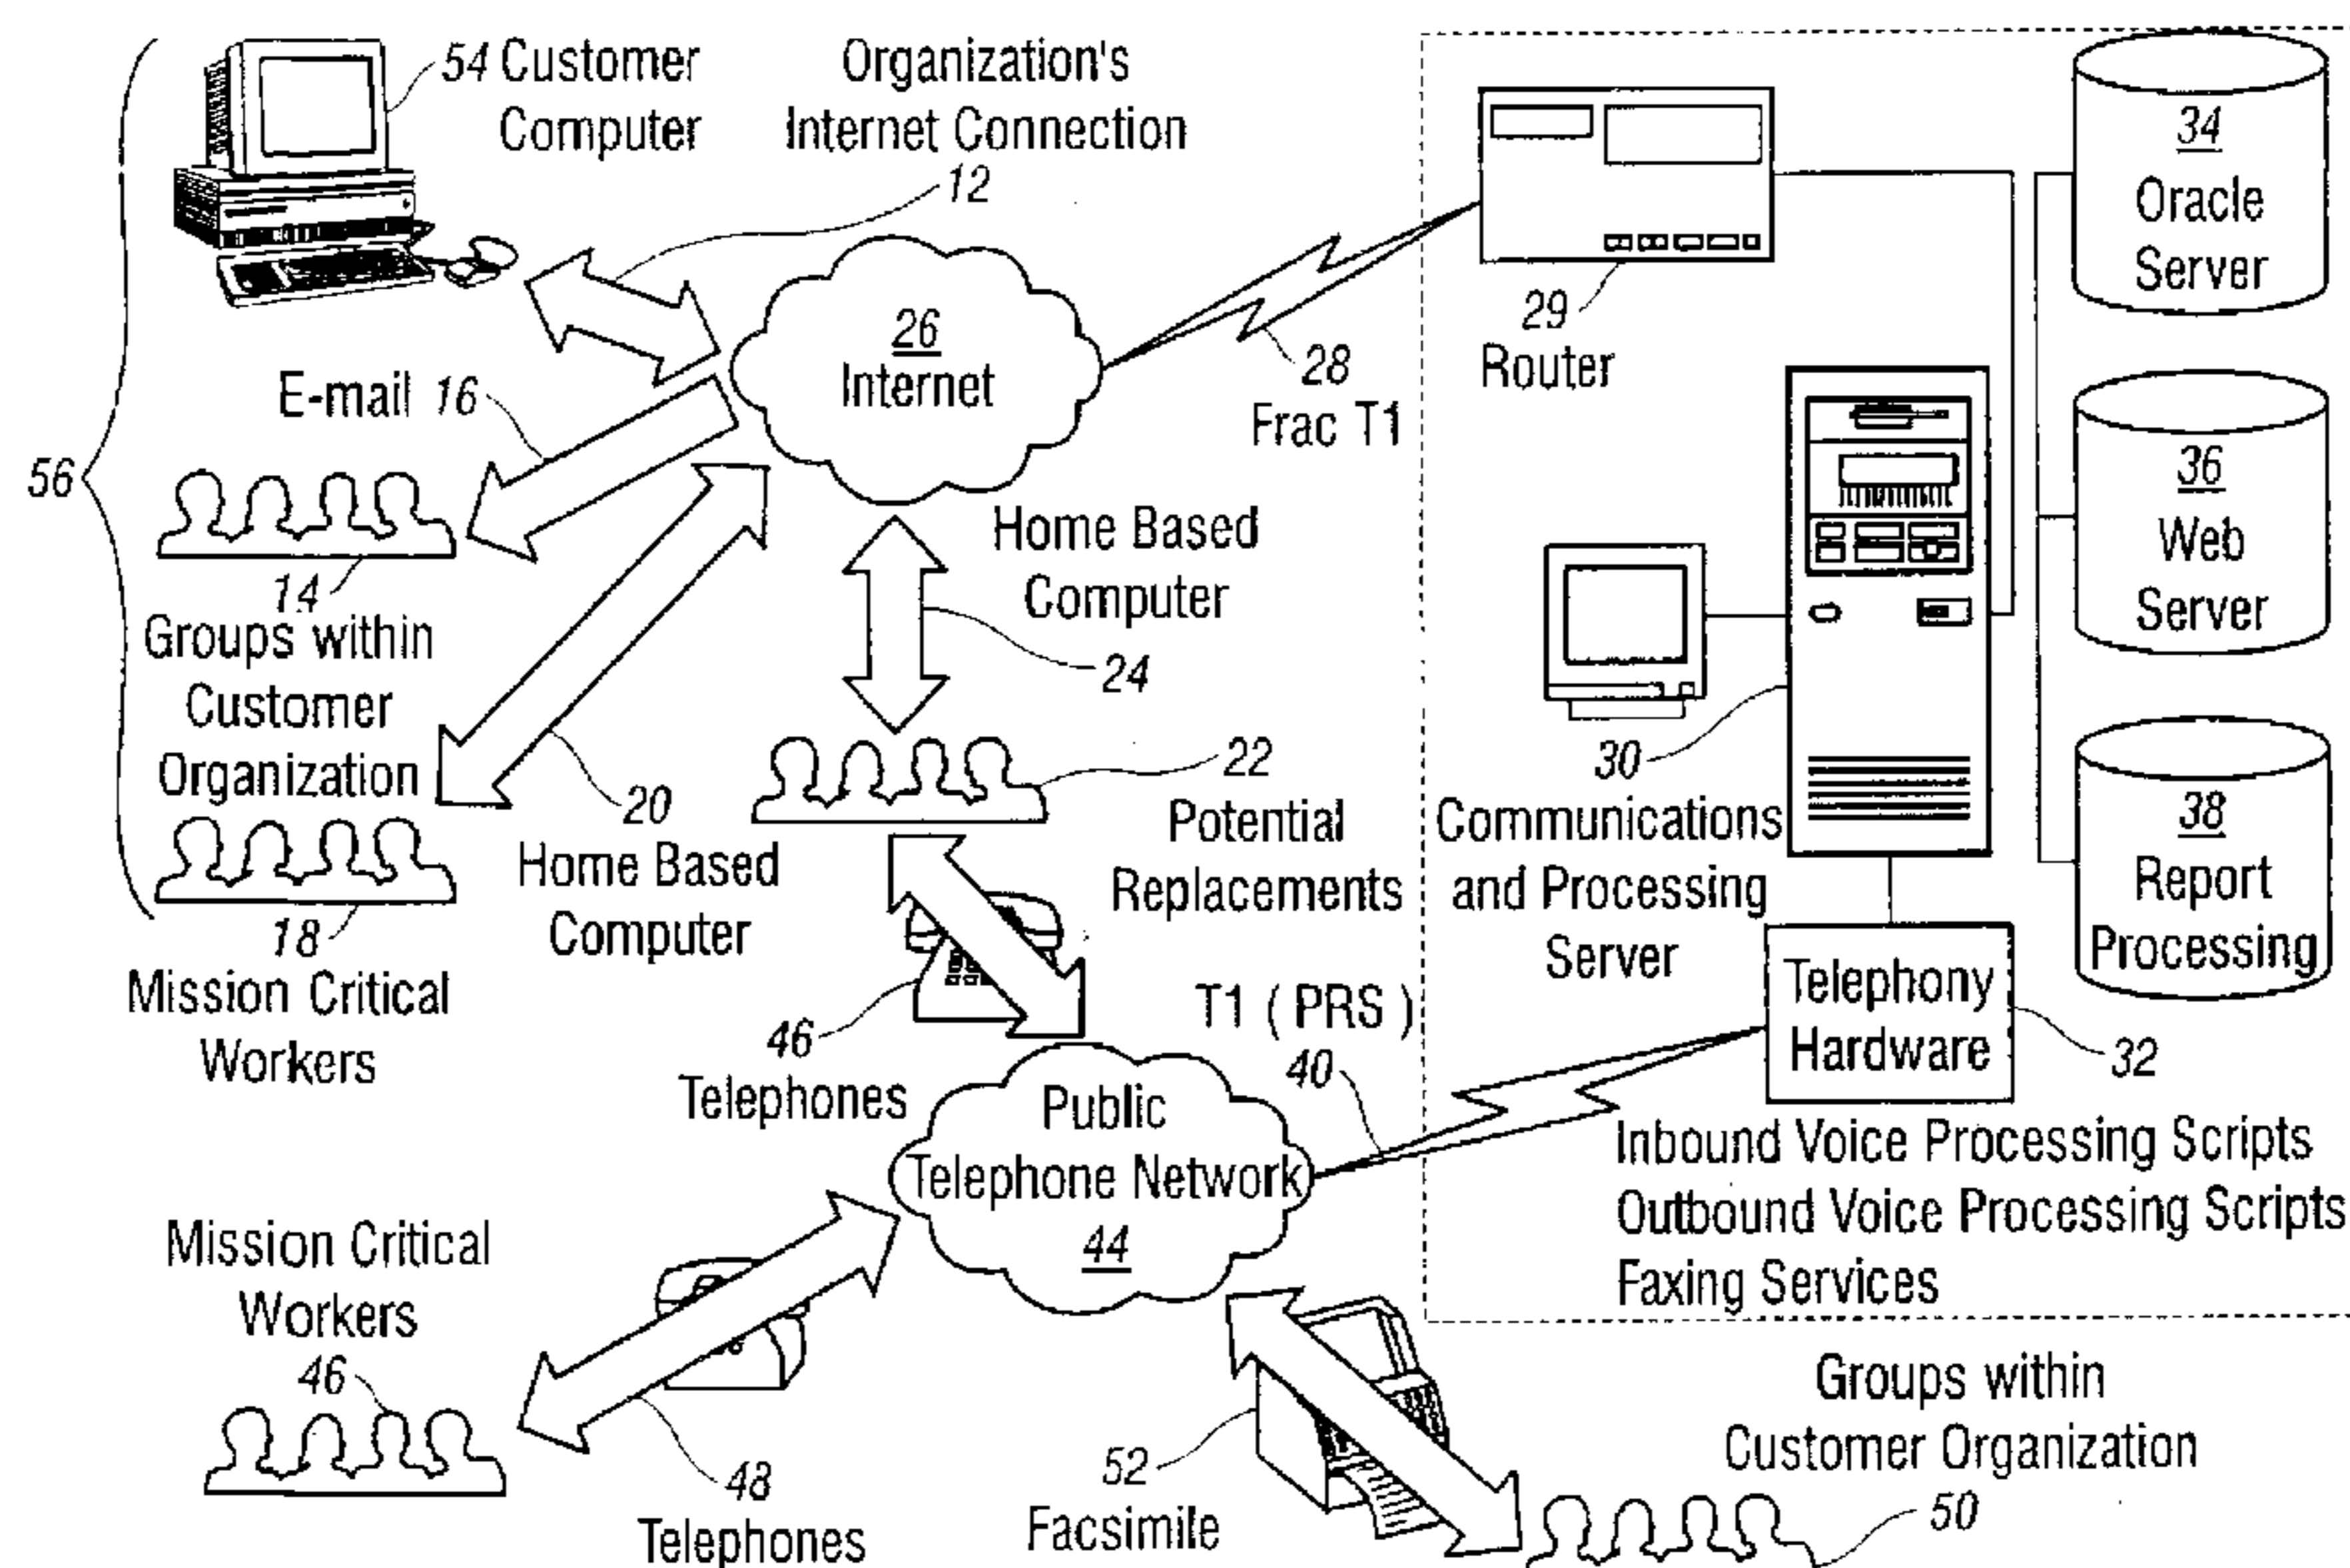 54 Customer
Computer
Organization's
Internet Connection
12
34
Oracle
Server
26
Internet
29
Router
28
Frac T1
E-mail 16
56
14
Groups within
Customer
Organization
Home Based
Computer
24
36
Web
Server
20
Home Based
Computer
18
Mission Critical
Workers
22
Potential
Replacements
30
Communications
and Processing
Server
38
Report
Processing
46
Telephones
T1 ( PRS )
40
Telephony
Hardware
32
Public
Telephone Network
44
Inbound Voice Processing Scripts
Outbound Voice Processing Scripts
Faxing Services
Mission Critical
Workers
46
48
Telephones
52
Facsimile
Groups within
Customer Organization
50